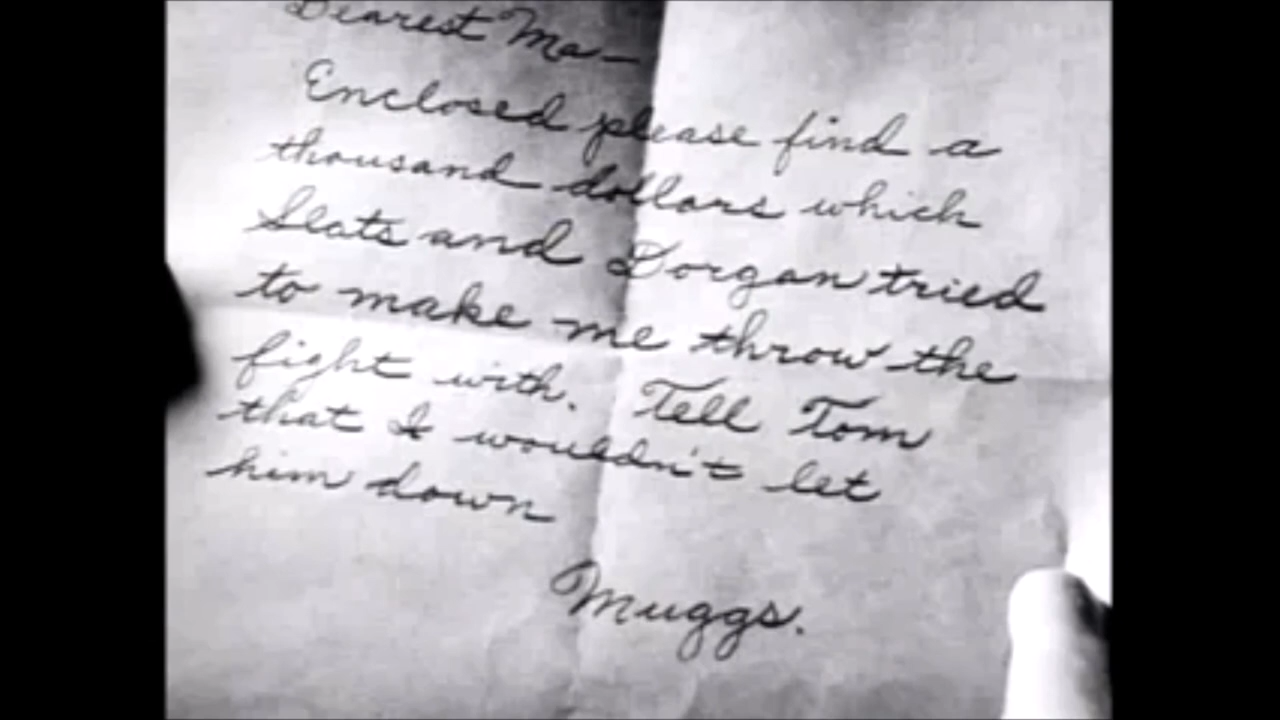 Dearest Ma—
Enclosed please find a
thousand dollars which
Slats and Dorgan tried
to make me throw the
fight with. Tell Tom
that I wouldn't let
him down
Muggs.